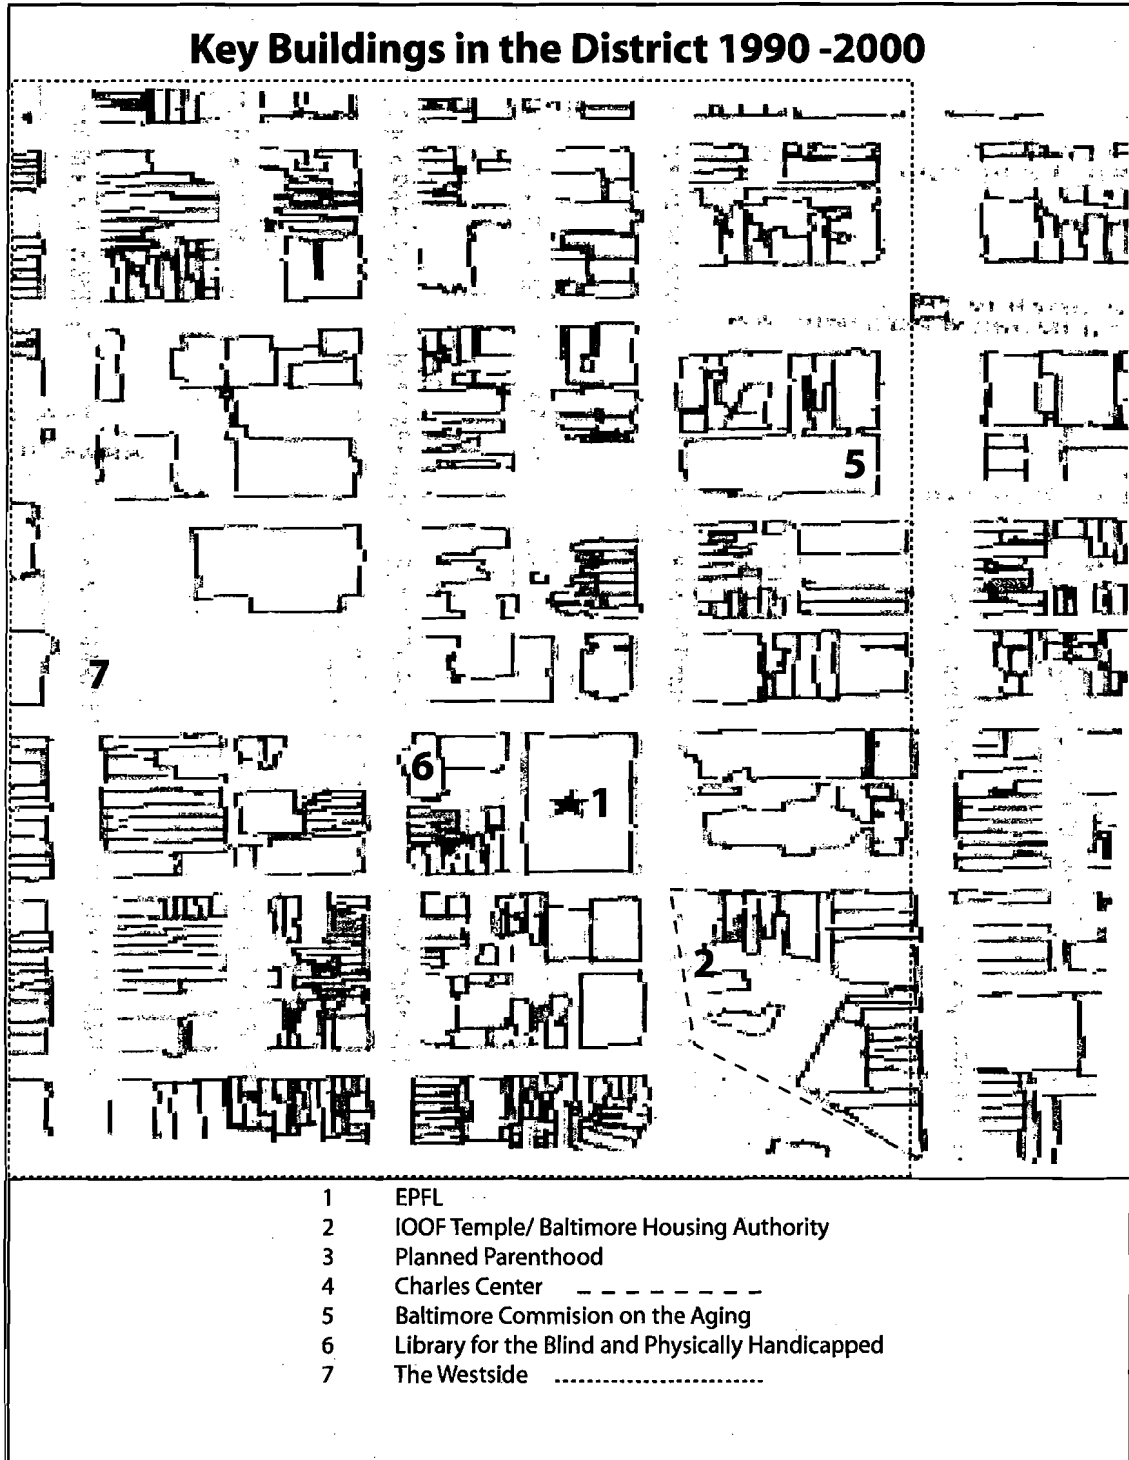 Key Buildings in the District 1990 -2000
5
7
6
1
2
1 EPFL
2 IOOF Temple/ Baltimore Housing Authority
3 Planned Parenthood
4 Charles Center
5 Baltimore Commision on the Aging
6 Library for the Blind and Physically Handicapped
7 The Westside